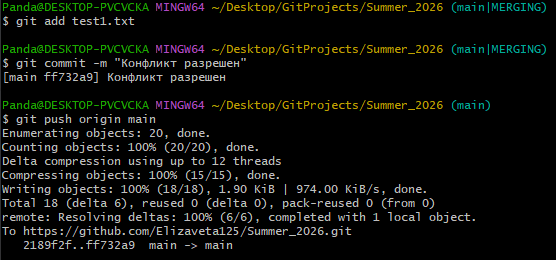 Panda@DESKTOP-PVCVCKA MINGW64 ~/Desktop/GitProjects/Summer_2026 (main|MERGING)
$ git add test1.txt
Panda@DESKTOP-PVCVCKA MINGW64 ~/Desktop/GitProjects/Summer_2026 (main|MERGING)
$ git commit -m "Конфликт разрешен"
[main ff732a9] Конфликт разрешен
Panda@DESKTOP-PVCVCKA MINGW64 ~/Desktop/GitProjects/Summer_2026 (main)
$ git push origin main
Enumerating objects: 20, done.
Counting objects: 100% (20/20), done.
Delta compression using up to 12 threads
Compressing objects: 100% (15/15), done.
Writing objects: 100% (18/18), 1.90 KiB | 974.00 KiB/s, done.
Total 18 (delta 6), reused 0 (delta 0), pack-reused 0 (from 0)
remote: Resolving deltas: 100% (6/6), completed with 1 local object.
To https://github.com/Elizaveta125/Summer_2026.git
   2189f2f..ff732a9  main -> main